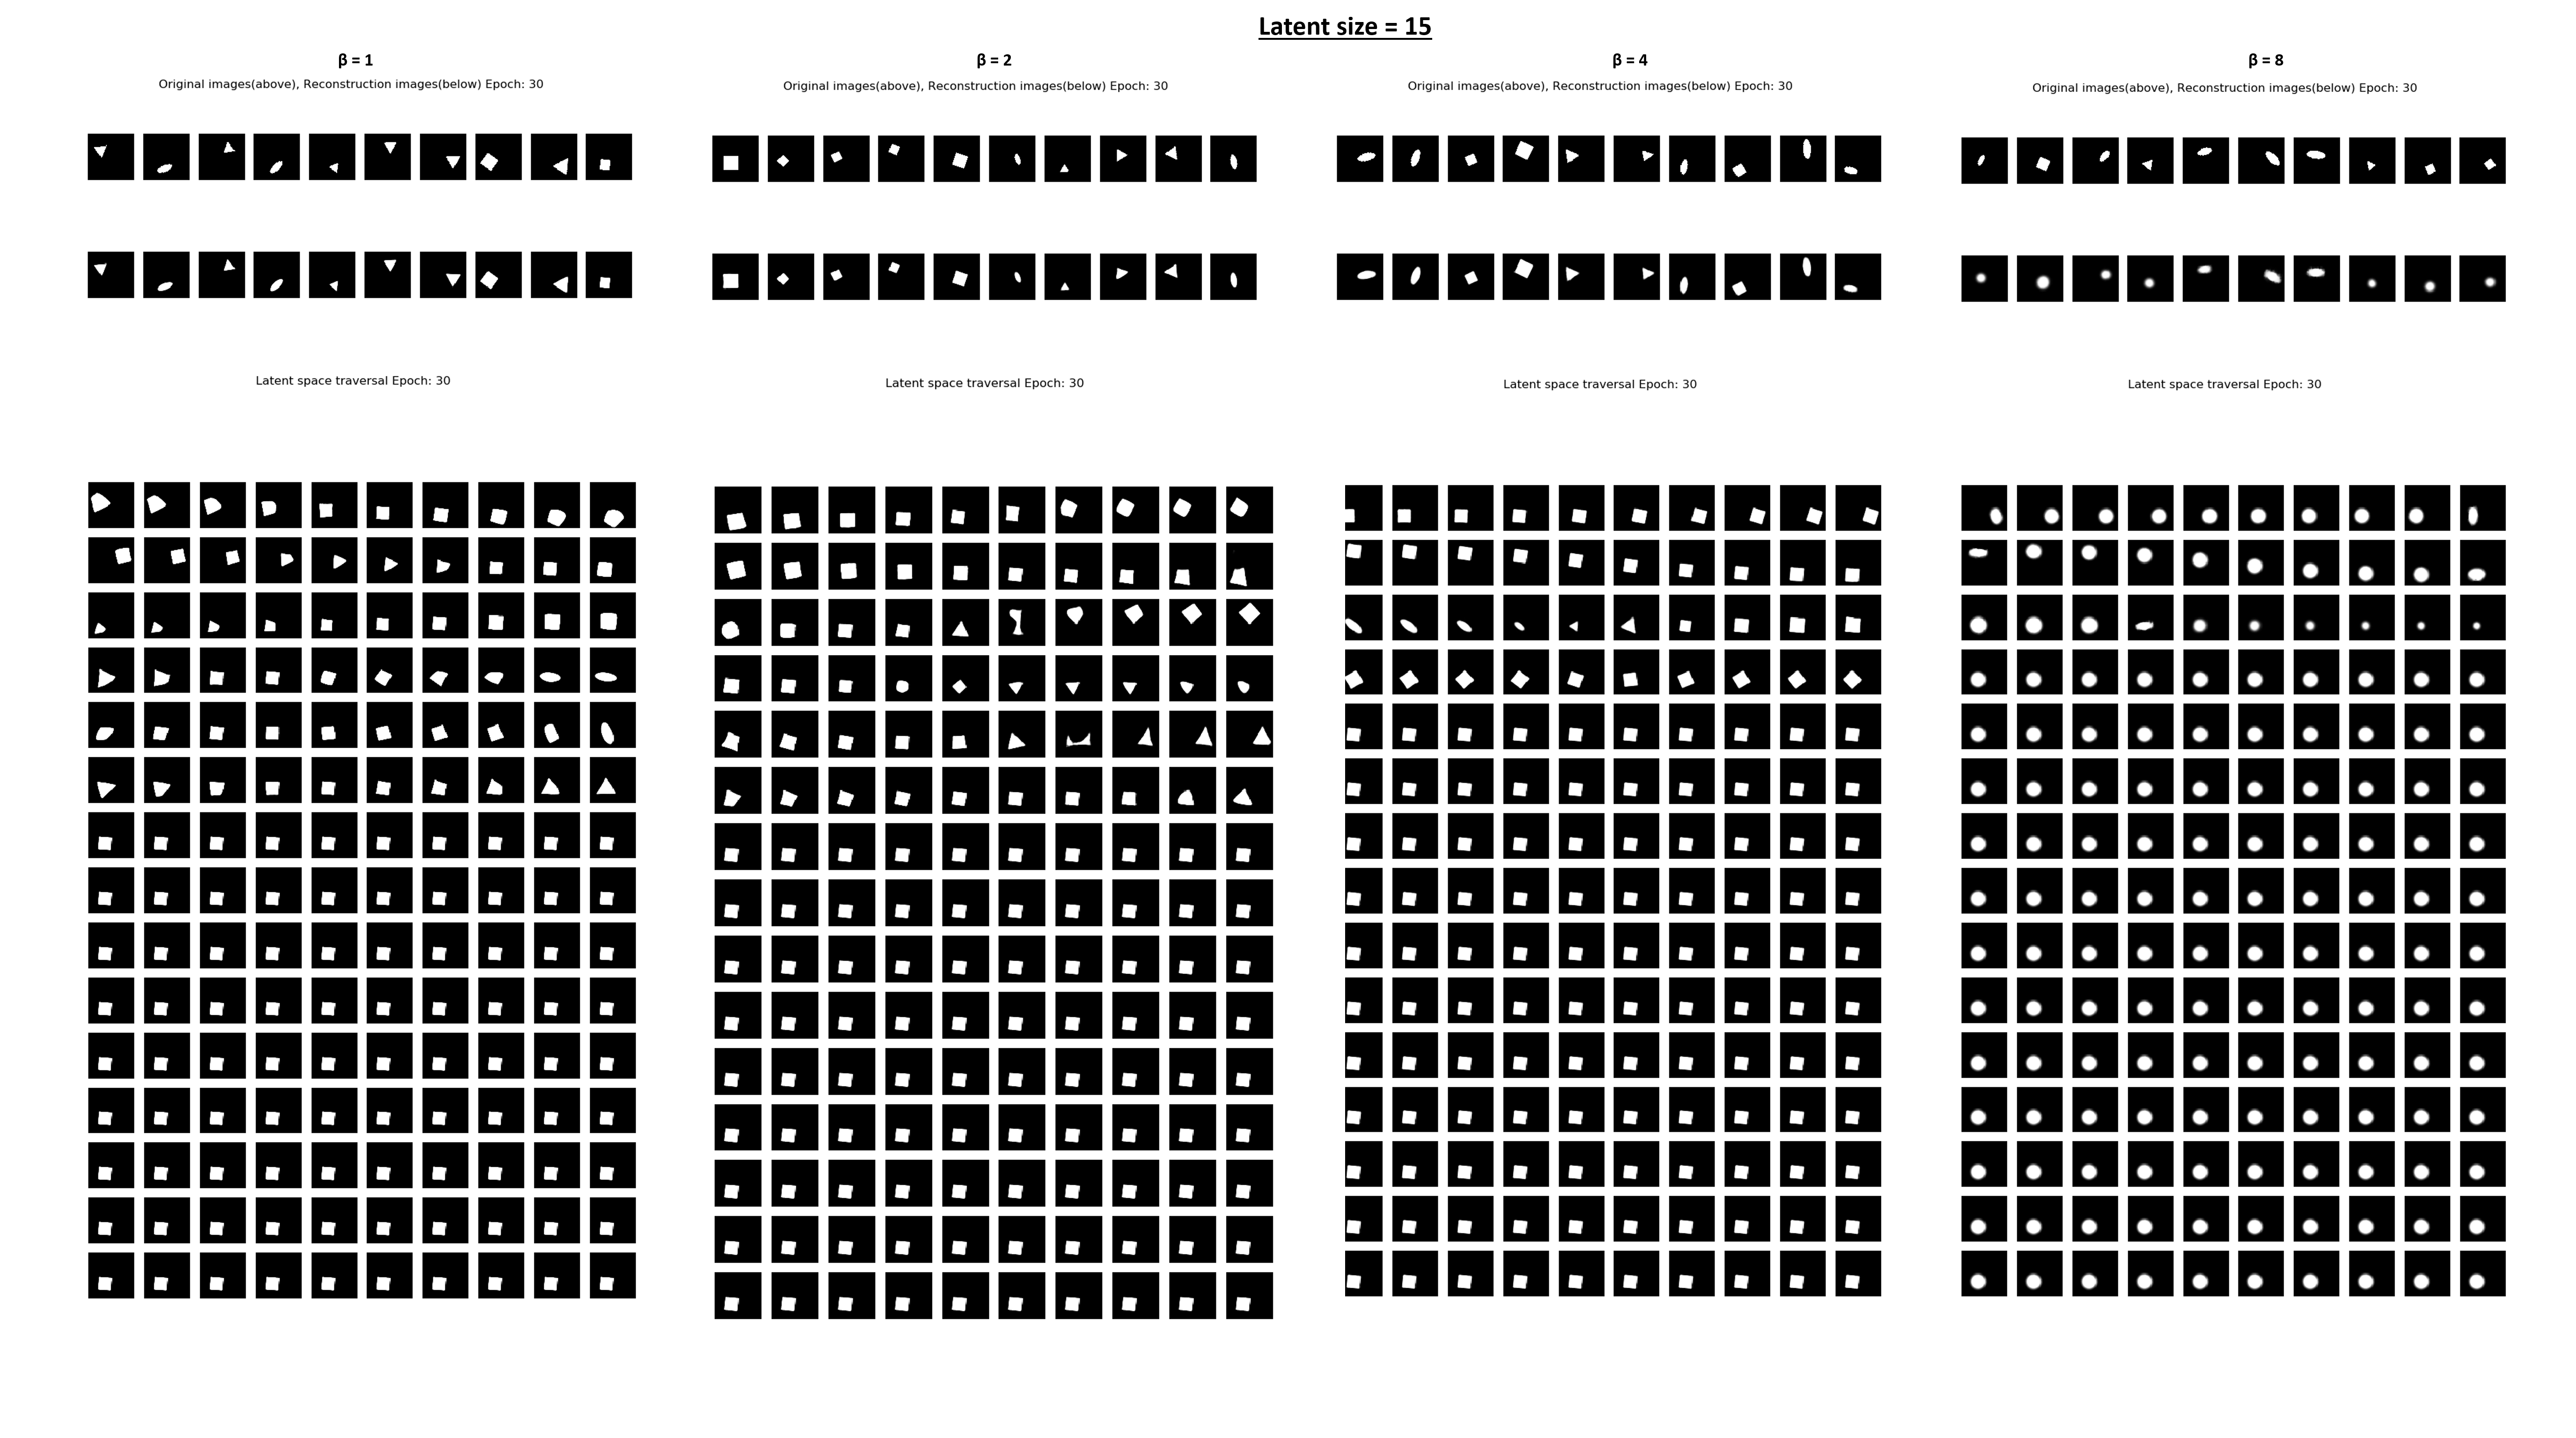 Latent size = 15
β = 1
Original images(above), Reconstruction images(below) Epoch: 30
Latent space traversal Epoch: 30
β = 2
Original images(above), Reconstruction images(below) Epoch: 30
Latent space traversal Epoch: 30
β = 4
Original images(above), Reconstruction images(below) Epoch: 30
Latent space traversal Epoch: 30
β = 8
Original images(above), Reconstruction images(below) Epoch: 30
Latent space traversal Epoch: 30